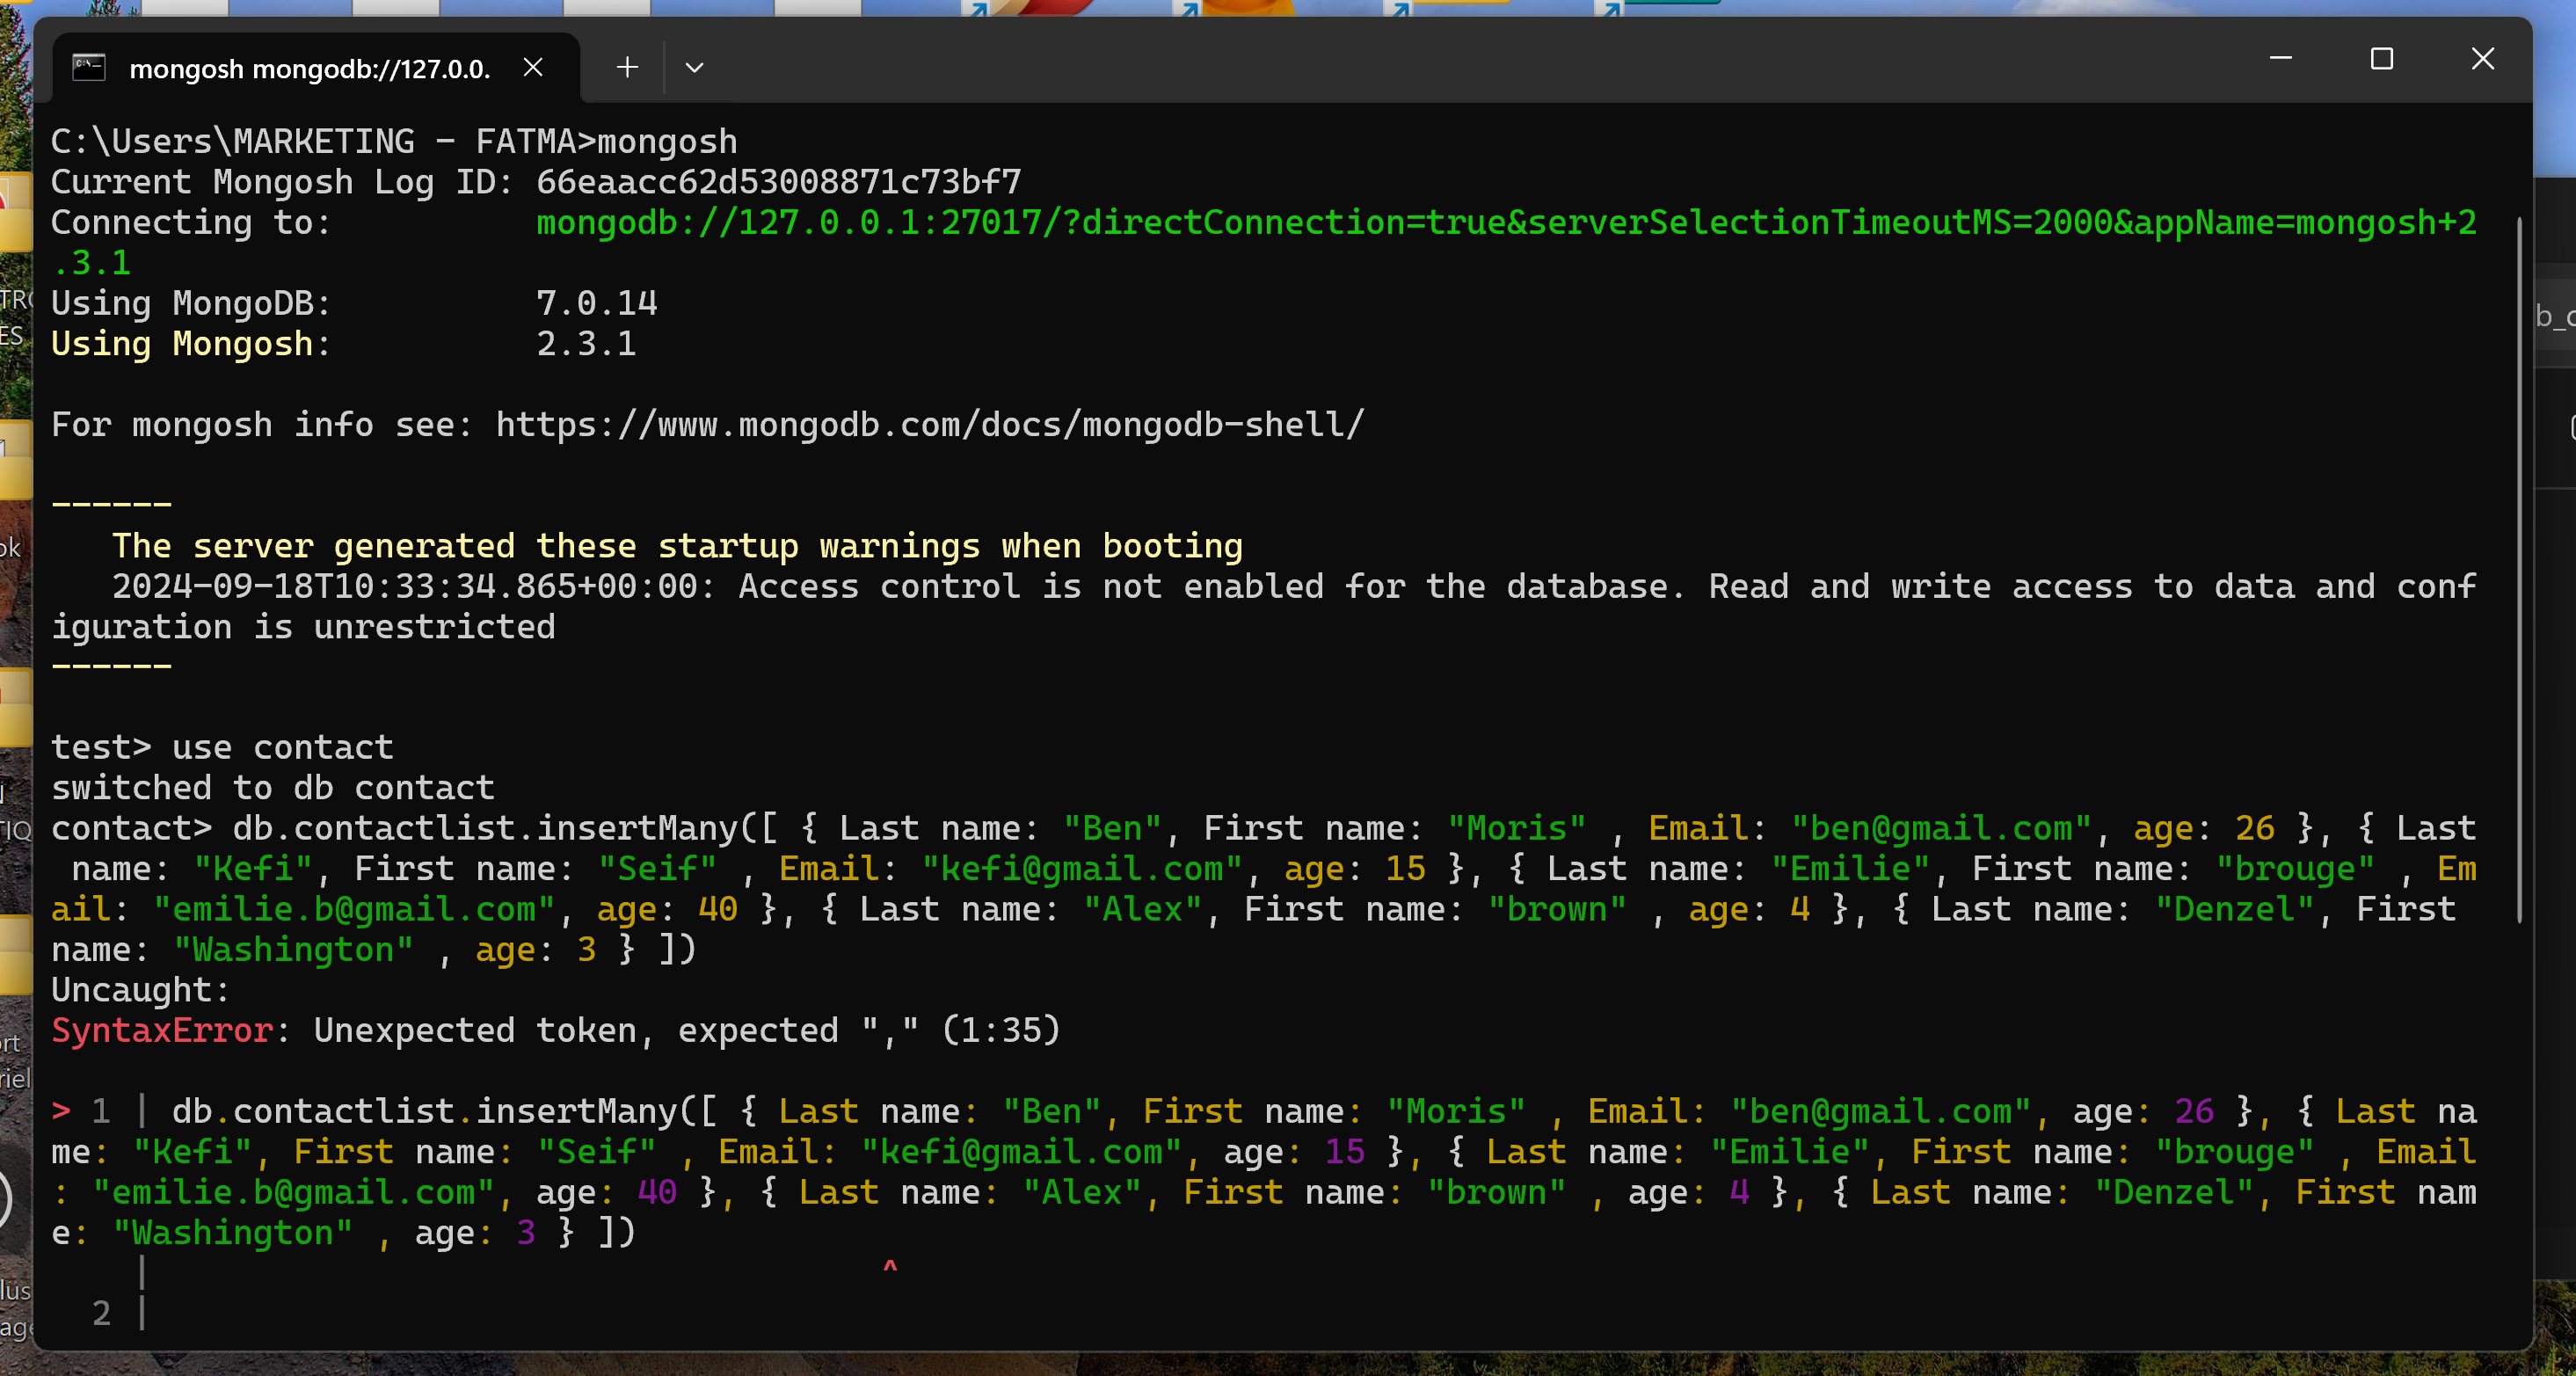 mongosh mongodb://127.0.0.
C:\Users\MARKETING - FATMA>mongosh
Current Mongosh Log ID: 66eaacc62d53008871c73bf7
Connecting to:          mongodb://127.0.0.1:27017/?directConnection=true&serverSelectionTimeoutMS=2000&appName=mongosh+2
.3.1
Using MongoDB:          7.0.14
Using Mongosh:          2.3.1
For mongosh info see: https://www.mongodb.com/docs/mongodb-shell/
------
   The server generated these startup warnings when booting
   2024-09-18T10:33:34.865+00:00: Access control is not enabled for the database. Read and write access to data and conf
iguration is unrestricted
------
test> use contact
switched to db contact
contact> db.contactlist.insertMany([ { Last name: "Ben", First name: "Moris" , Email: "ben@gmail.com", age: 26 }, { Last
 name: "Kefi", First name: "Seif" , Email: "kefi@gmail.com", age: 15 }, { Last name: "Emilie", First name: "brouge" , Em
ail: "emilie.b@gmail.com", age: 40 }, { Last name: "Alex", First name: "brown" , age: 4 }, { Last name: "Denzel", First
name: "Washington" , age: 3 } ])
Uncaught:
SyntaxError: Unexpected token, expected "," (1:35)
> 1 | db.contactlist.insertMany([ { Last name: "Ben", First name: "Moris" , Email: "ben@gmail.com", age: 26 }, { Last na
me: "Kefi", First name: "Seif" , Email: "kefi@gmail.com", age: 15 }, { Last name: "Emilie", First name: "brouge" , Email
: "emilie.b@gmail.com", age: 40 }, { Last name: "Alex", First name: "brown" , age: 4 }, { Last name: "Denzel", First nam
e: "Washington" , age: 3 } ])
    |                                    ^
  2 |